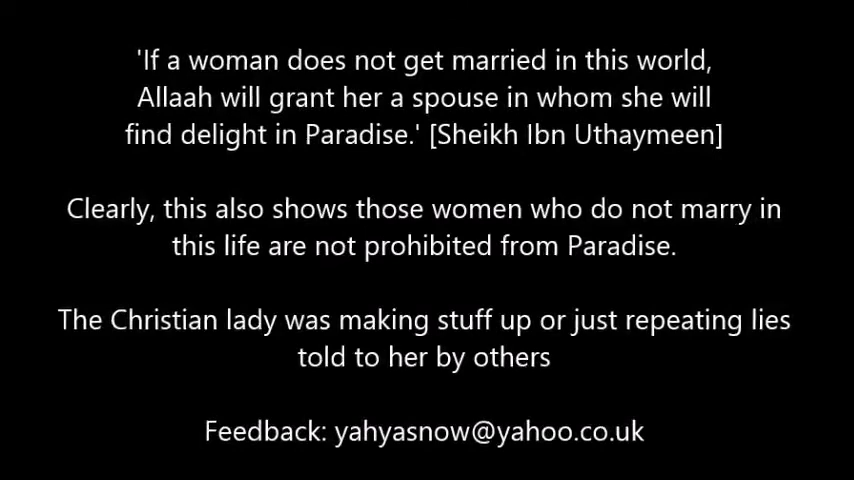 'If a woman does not get married in this world,
Allaah will grant her a spouse in whom she will
find delight in Paradise.' [Sheikh Ibn Uthaymeen]
Clearly, this also shows those women who do not marry in
this life are not prohibited from Paradise.
The Christian lady was making stuff up or just repeating lies
told to her by others
Feedback: yahyasnow@yahoo.co.uk